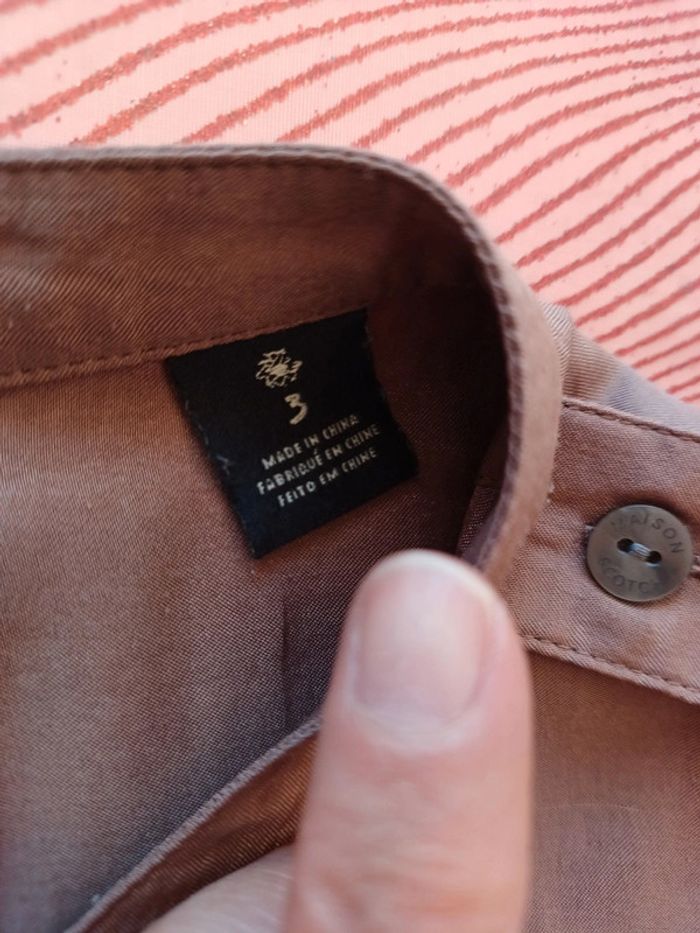 3
MADE IN CHINA
FABRIQUÉ EN CHINE
FEITO EM CHINE
MAISON
SCOTCH